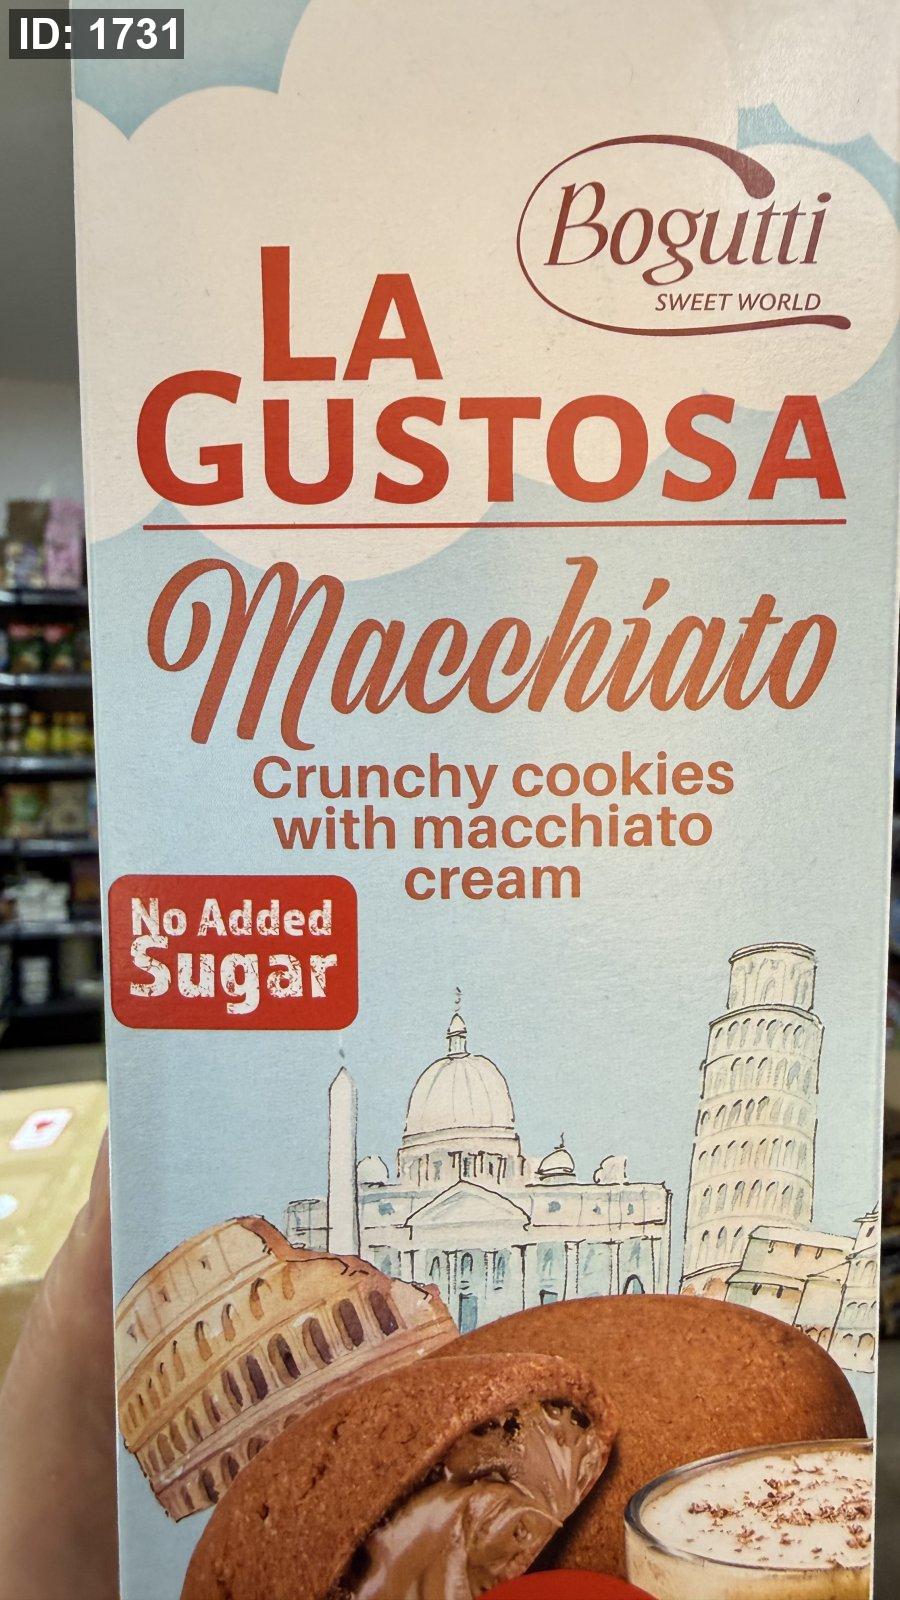 ID: 1731
Bogutti
SWEET WORLD
LA
GUSTOSA
Macchiato
Crunchy cookies
with macchiato
cream
No Added
Sugar